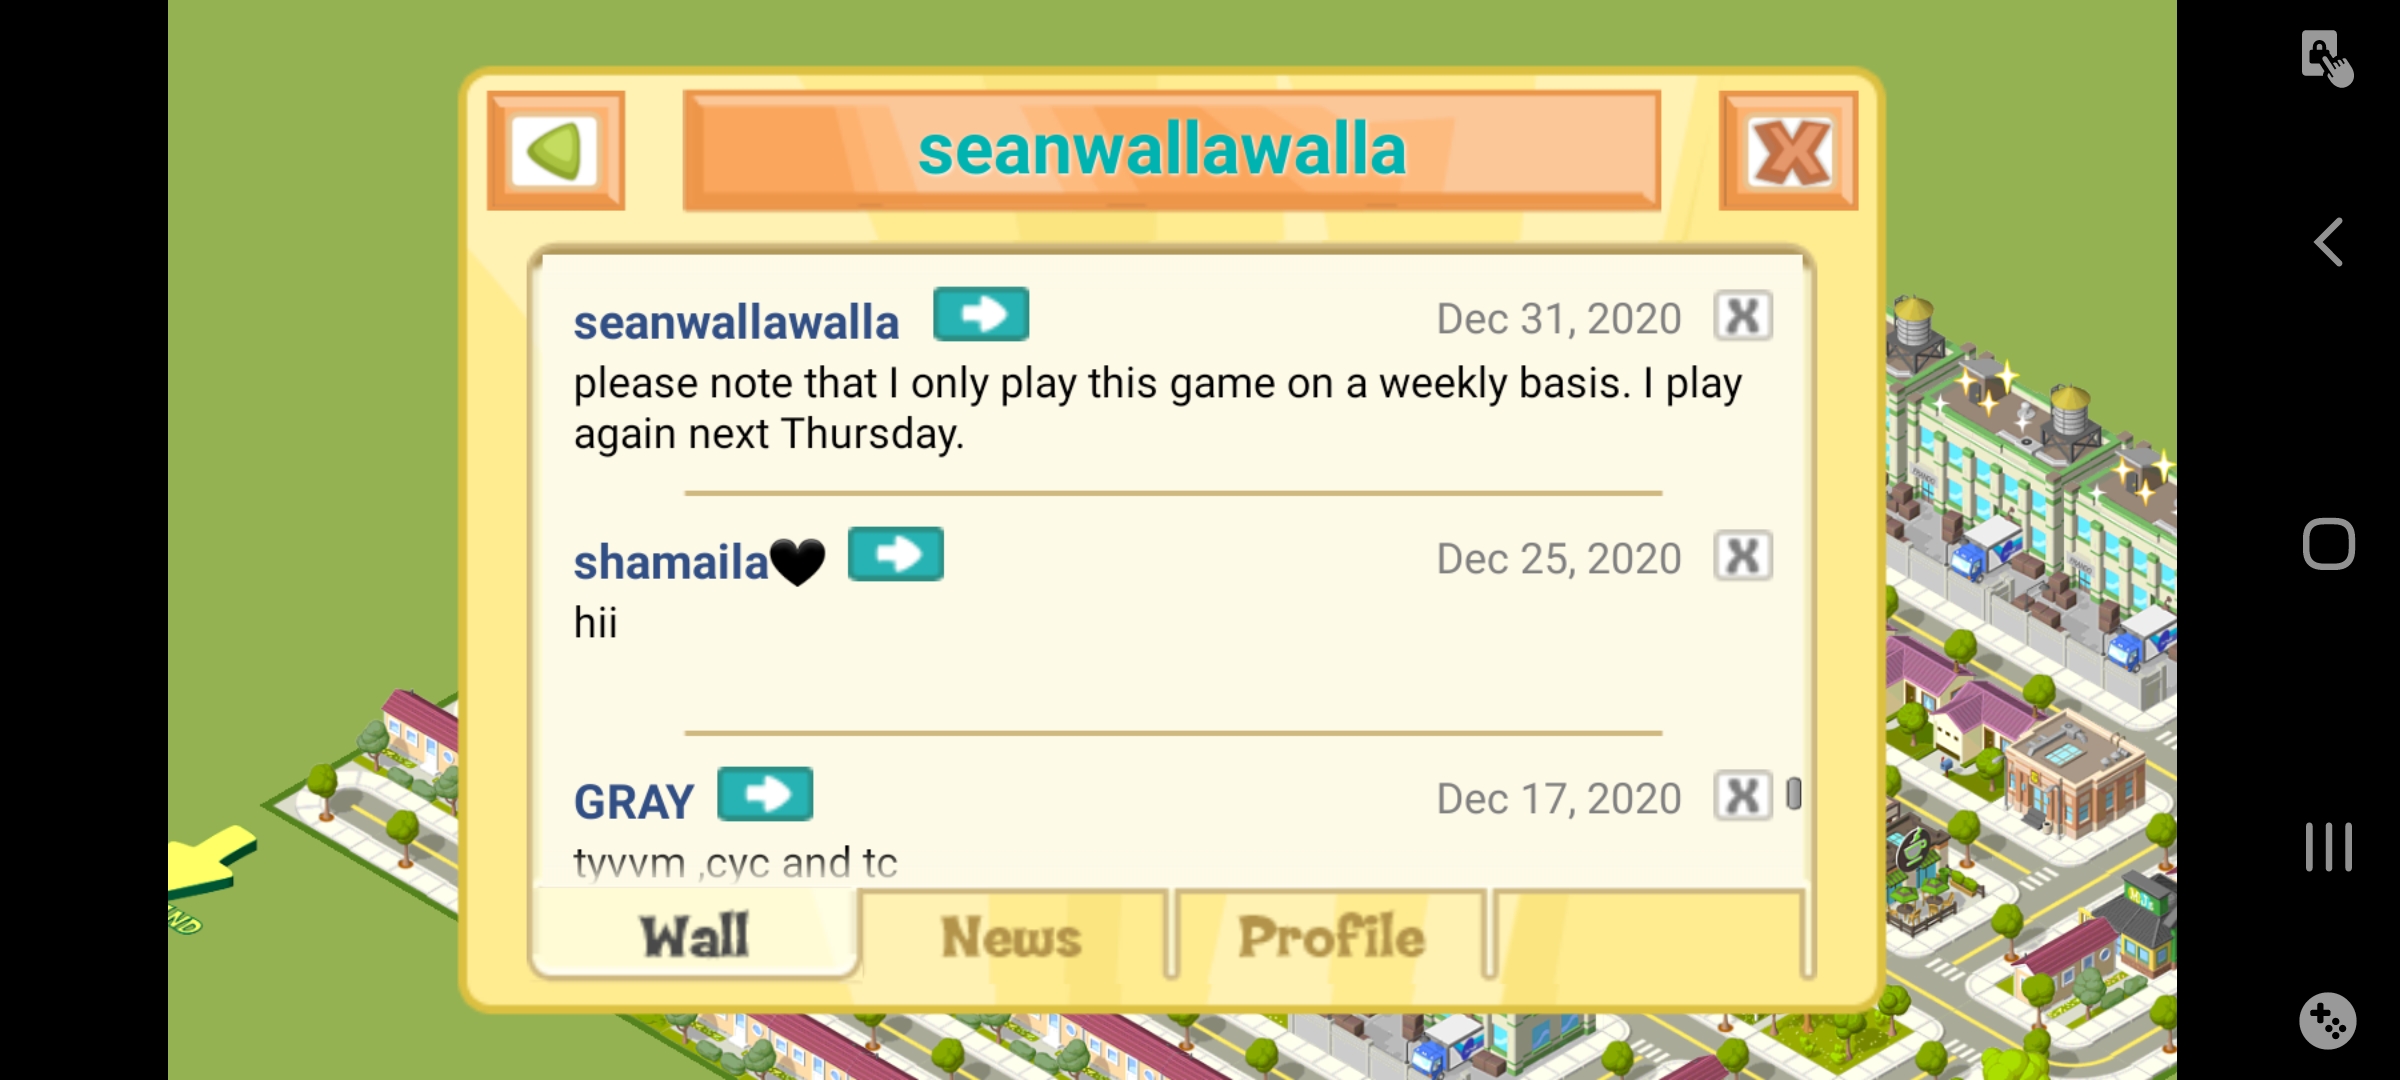 seanwallawalla
seanwallawalla
Dec 31, 2020
please note that I only play this game on a weekly basis. I play
again next Thursday.
shamaila🖤
Dec 25, 2020
hii
GRAY
Dec 17, 2020
tyvvm ,cyc and tc
Wall
News
Profile